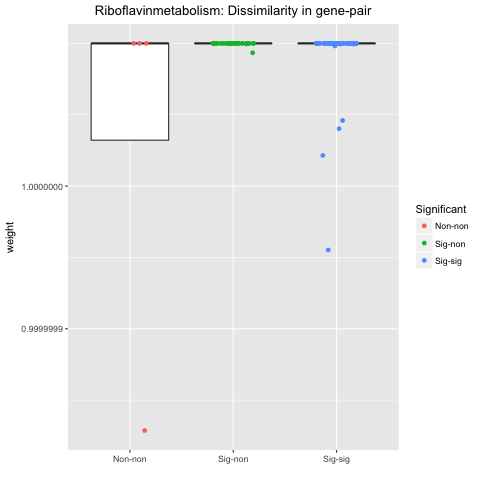 Riboflavinmetabolism: Dissimilarity in gene-pair
weight
1.0000000
0.9999999
Non-non
Sig-non
Sig-sig
Significant
Non-non
Sig-non
Sig-sig